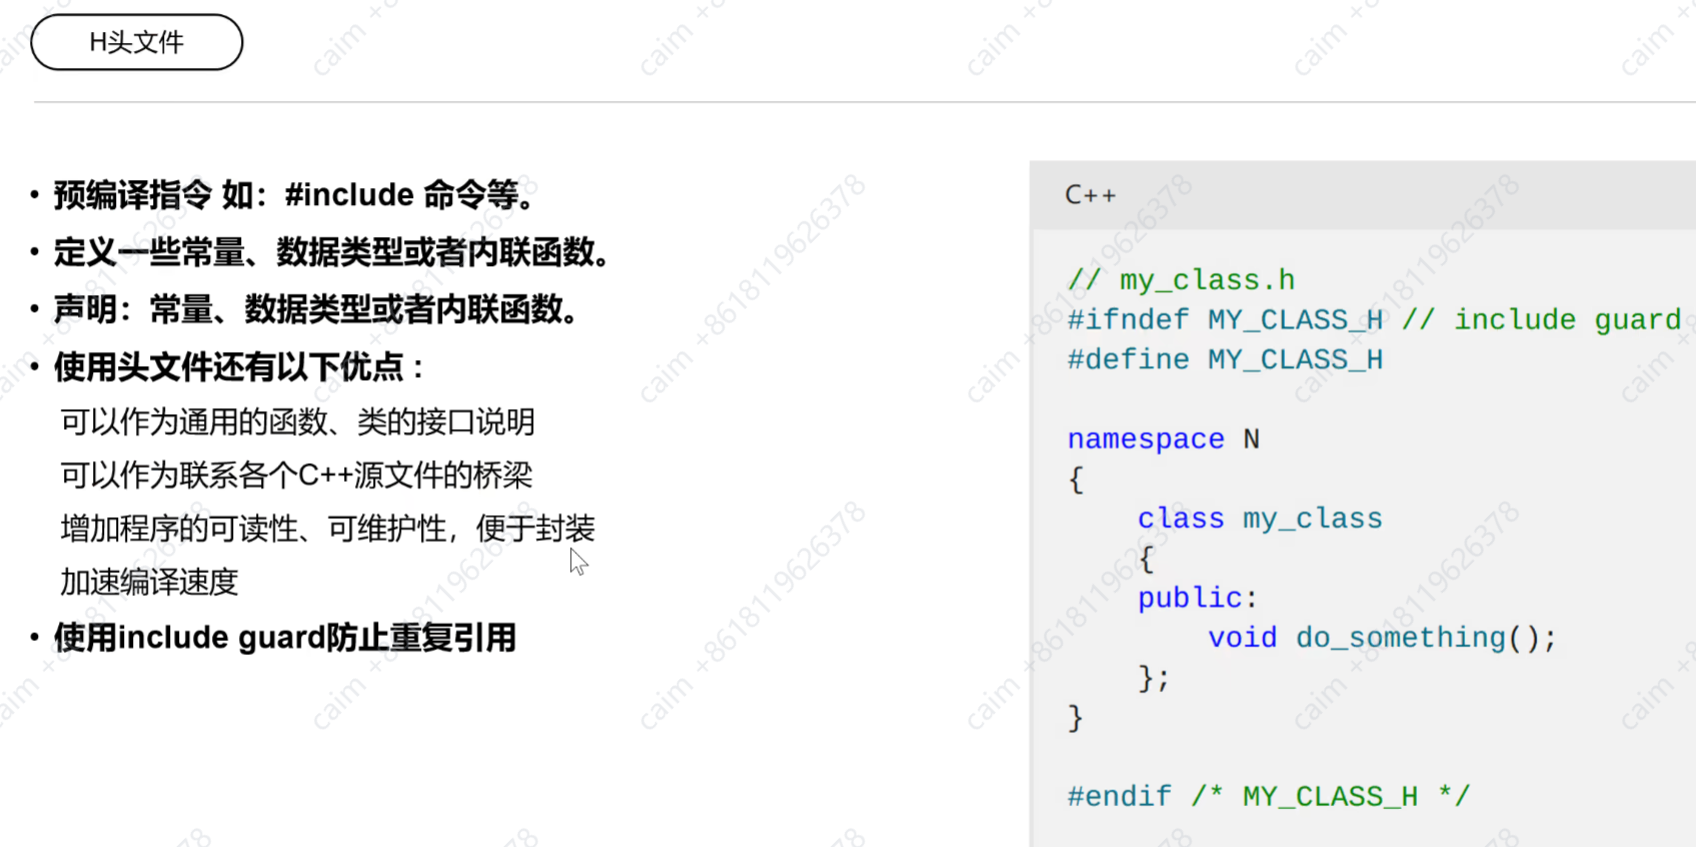 H头文件
• 预编译指令 如：#include 命令等。
• 定义一些常量、数据类型或者内联函数。
• 声明：常量、数据类型或者内联函数。
• 使用头文件还有以下优点：
可以作为通用的函数、类的接口说明
可以作为联系各个C++源文件的桥梁
增加程序的可读性、可维护性，便于封装
加速编译速度
• 使用include guard防止重复引用
C++
// my_class.h
#ifndef MY_CLASS_H // include guard
#define MY_CLASS_H
namespace N
{
class my_class
{
public:
void do_something();
};
}
#endif /* MY_CLASS_H */
caim +8618119626378